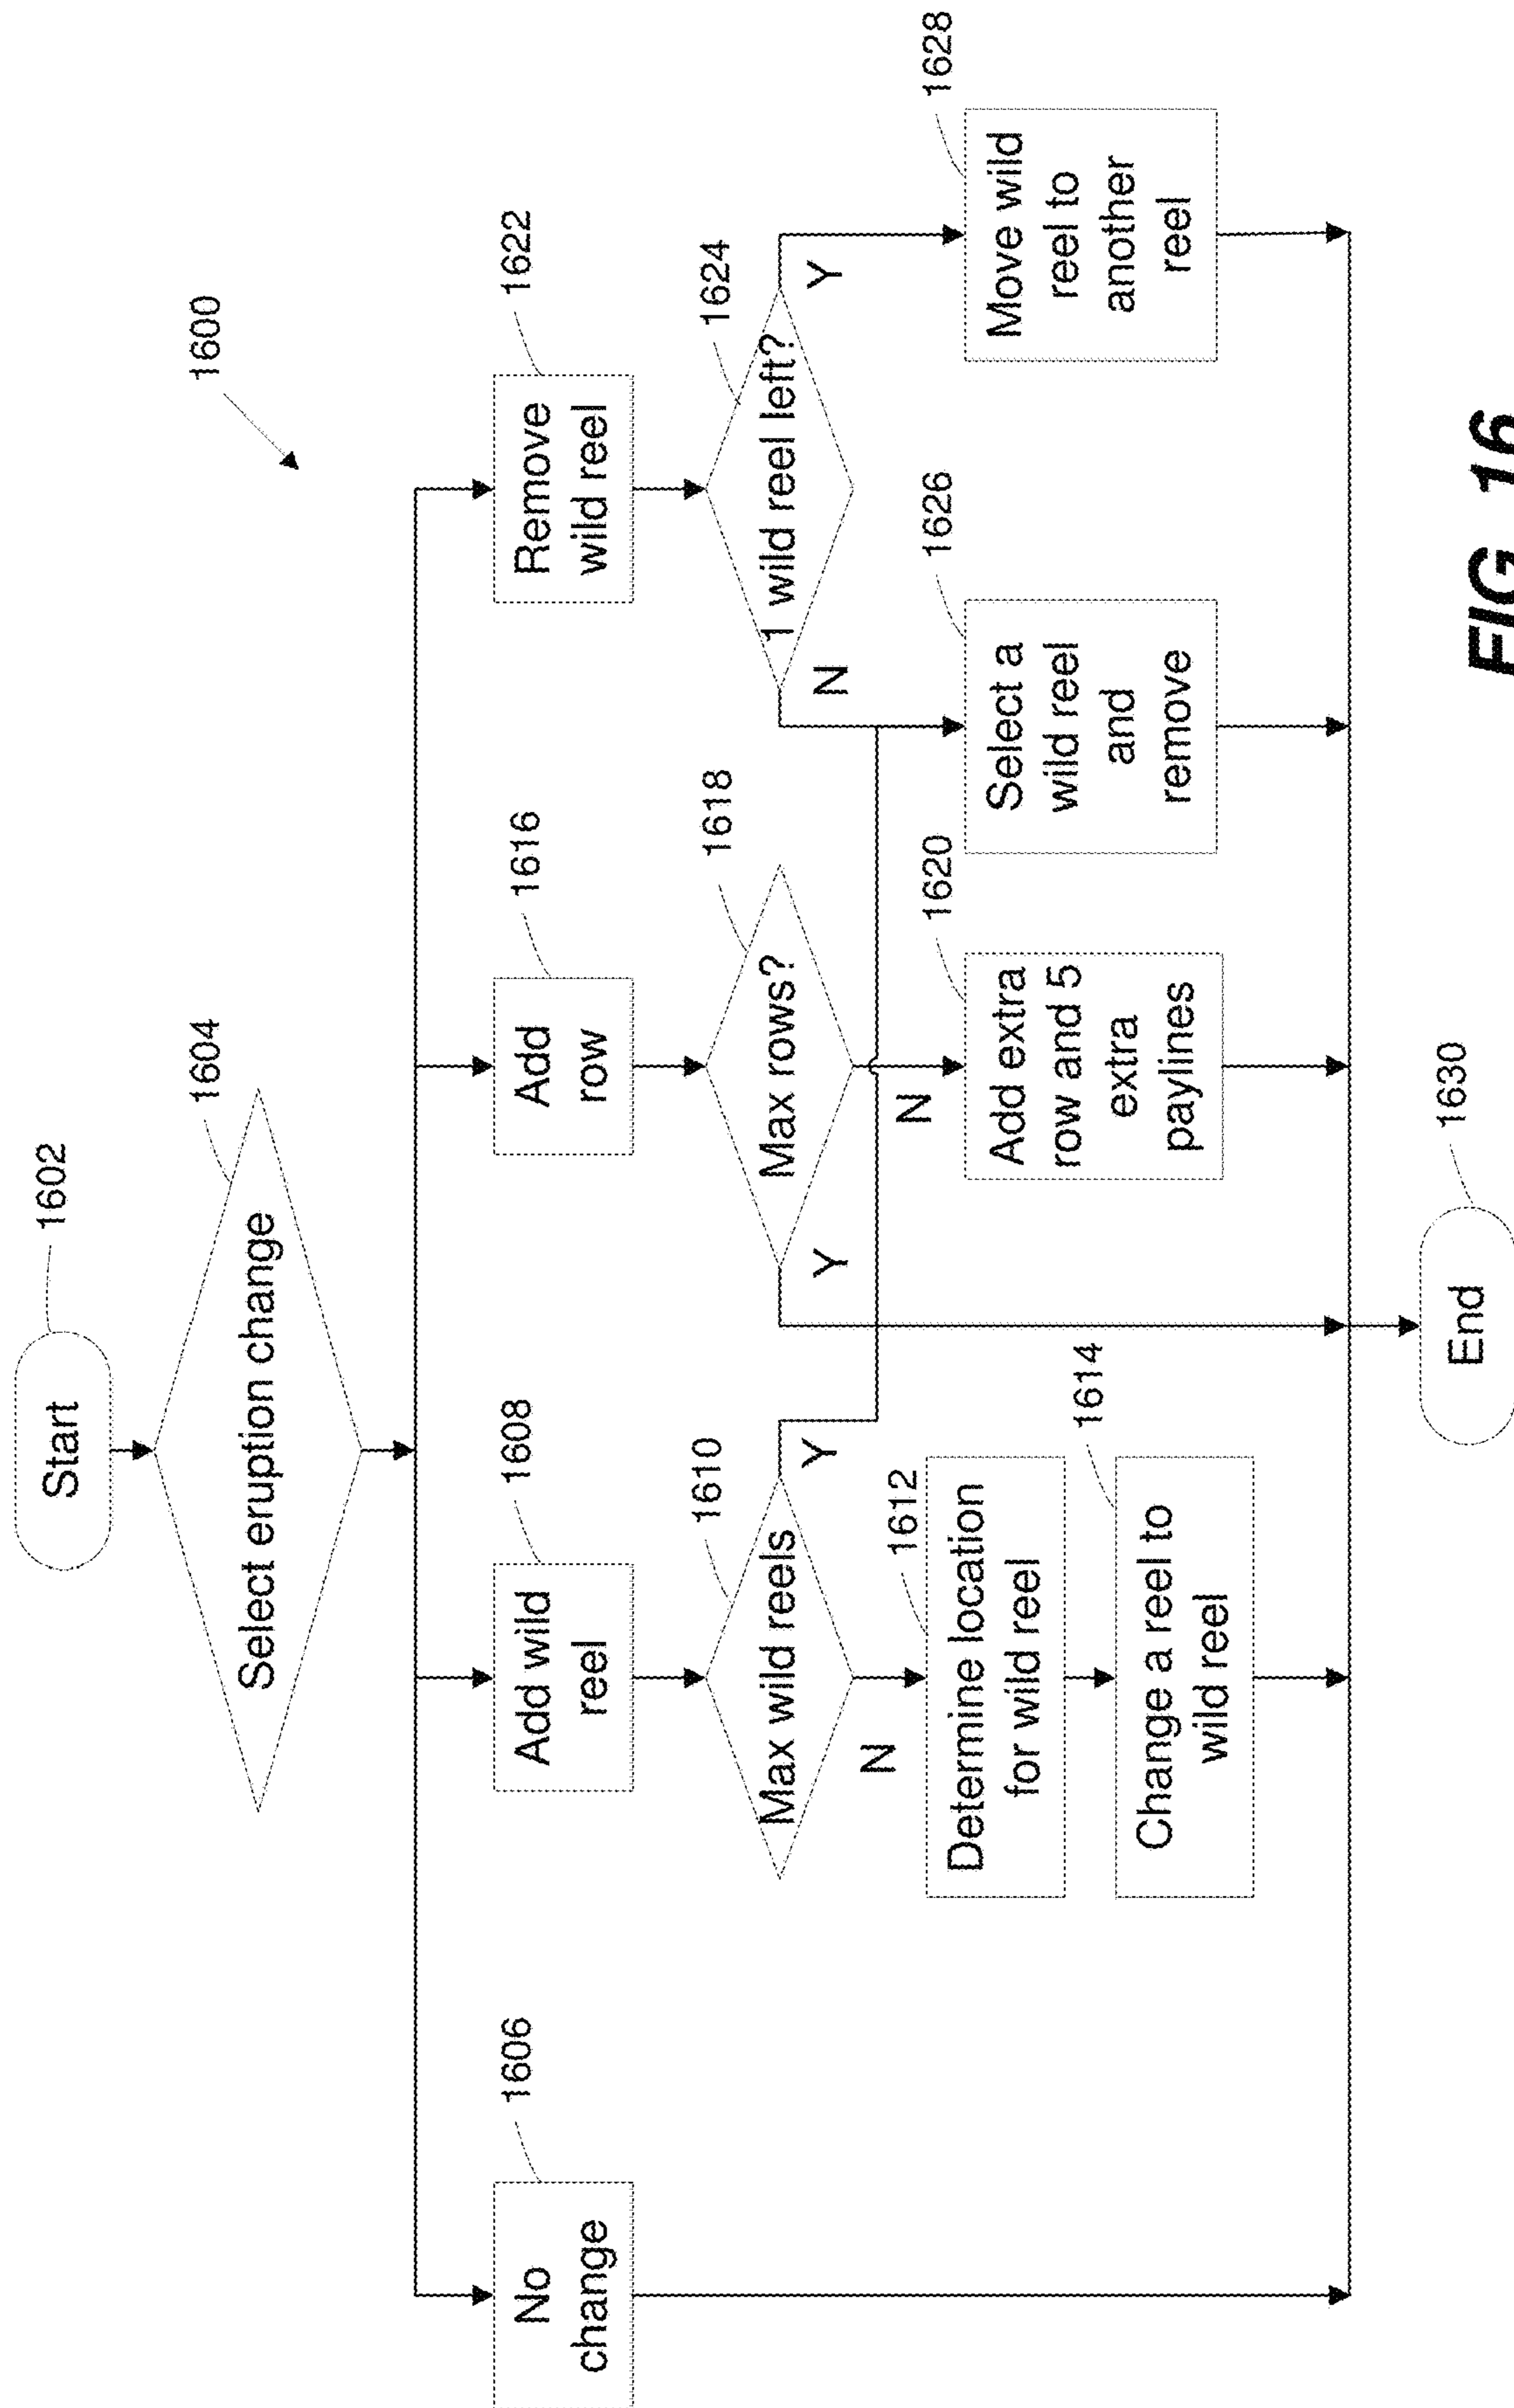 1600
Start
1602
Select eruption change
1604
No
change
1606
Add wild
reel
1608
Add
row
1616
Remove
wild reel
1622
Max wild reels
1610
Y
N
Max rows?
1618
Y
N
1 wild reel left?
1624
N
Y
Determine location
for wild reel
1612
Change a reel to
wild reel
1614
Add extra
row and 5
extra
paylines
1620
Select a
wild reel
and
remove
1626
Move wild
reel to
another
reel
1628
End
1630
FIG. 16